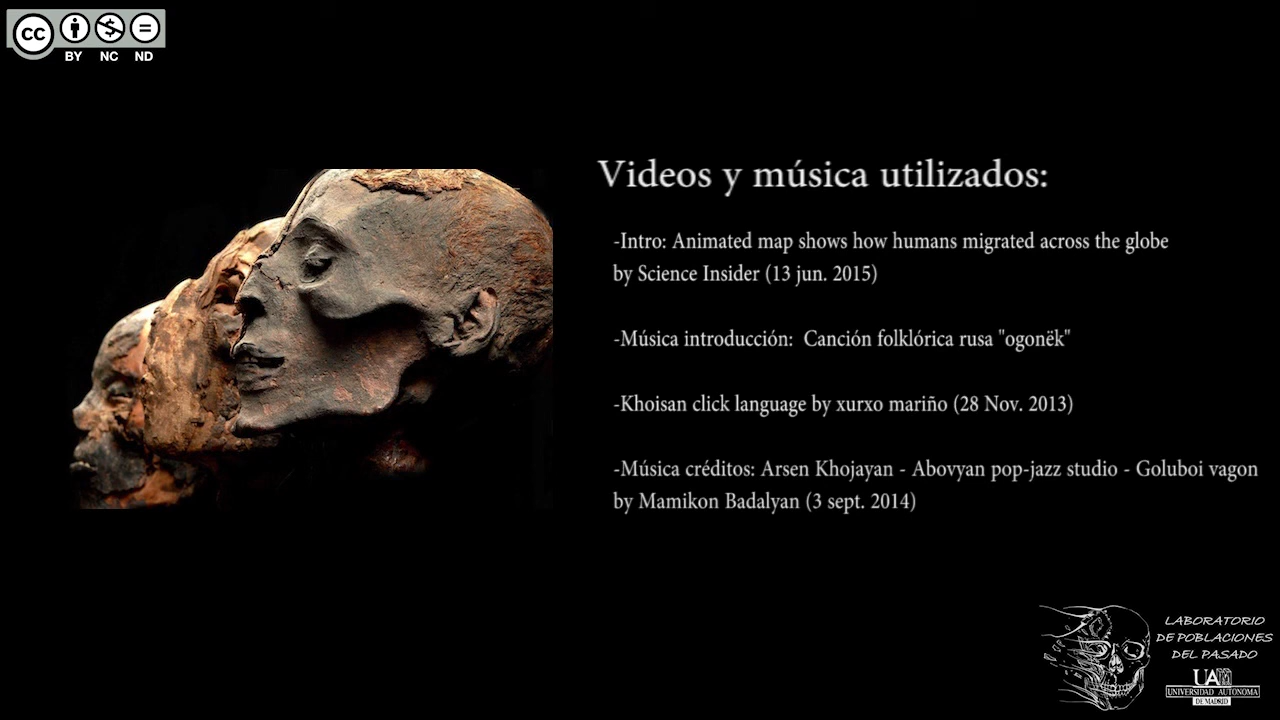 cc
BY NC ND
Videos y música utilizados:
-Intro: Animated map shows how humans migrated across the globe
by Science Insider (13 jun. 2015)
-Música introducción: Canción folklórica rusa "ogonëk"
-Khoisan click language by xurxo mariño (28 Nov. 2013)
-Música créditos: Arsen Khojayan - Abovyan pop-jazz studio - Goluboi vagon
by Mamikon Badalyan (3 sept. 2014)
LABORATORIO
DE POBLACIONES
DEL PASADO
UAM
UNIVERSIDAD AUTONOMA
DE MADRID